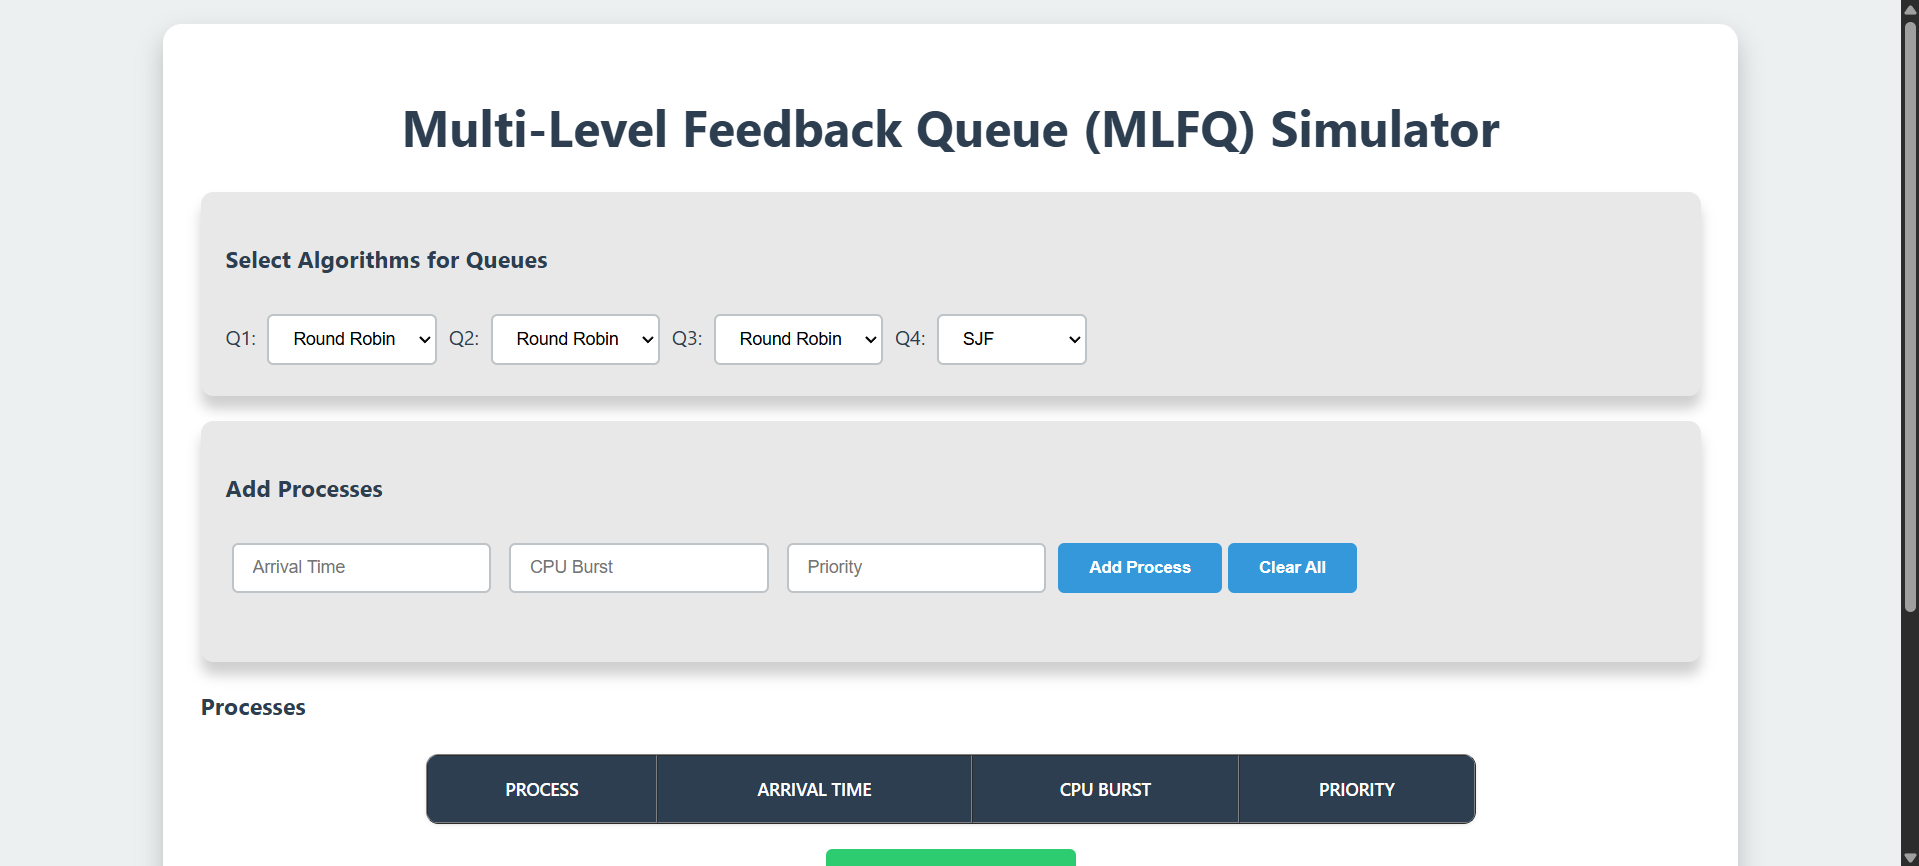 Multi-Level Feedback Queue (MLFQ) Simulator
Select Algorithms for Queues
Q1: Round Robin Q2: Round Robin Q3: Round Robin Q4: SJF
Add Processes
Arrival Time CPU Burst Priority Add Process Clear All
Processes
PROCESS ARRIVAL TIME CPU BURST PRIORITY